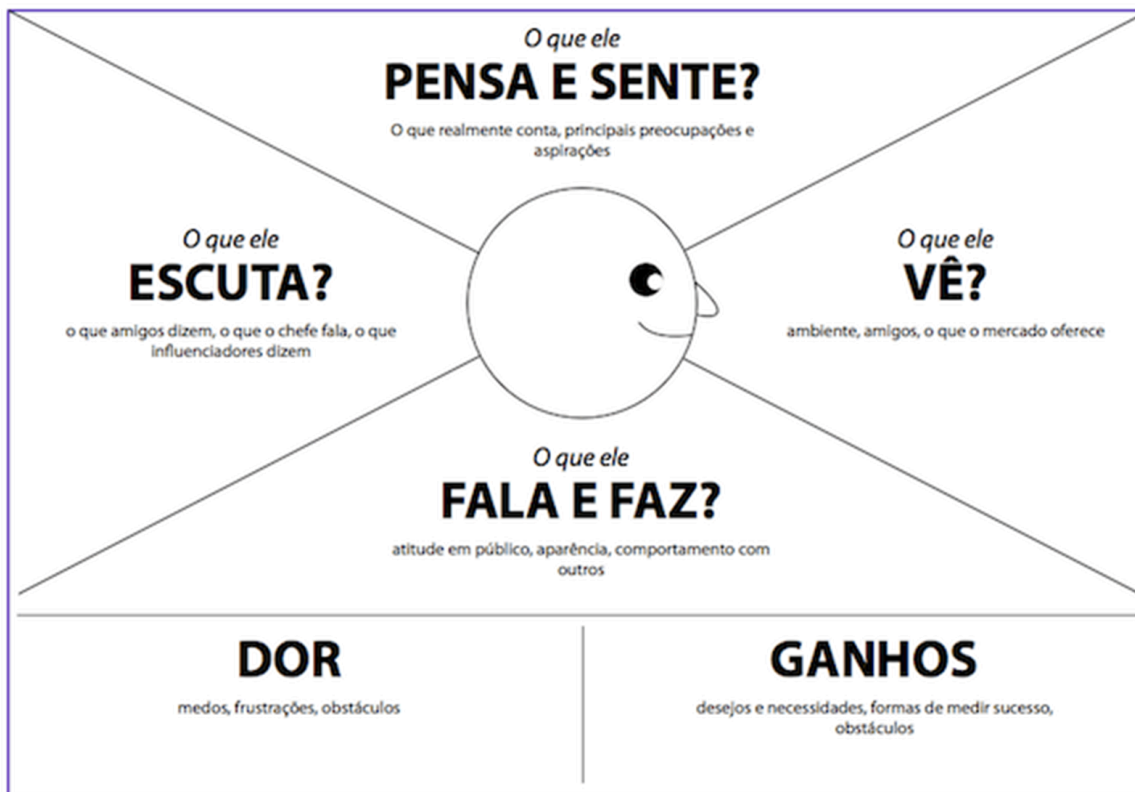 O que ele
PENSA E SENTE?
O que realmente conta, principais preocupações e
aspirações
O que ele
ESCUTA?
o que amigos dizem, o que o chefe fala, o que
influenciadores dizem
O que ele
VÊ?
ambiente, amigos, o que o mercado oferece
O que ele
FALA E FAZ?
atitude em público, aparência, comportamento com
outros
DOR
medos, frustrações, obstáculos
GANHOS
desejos e necessidades, formas de medir sucesso,
obstáculos